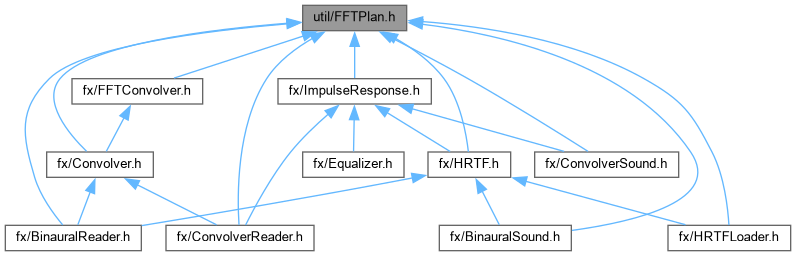 util/FFTPlan.h
fx/FFTConvolver.h
fx/ImpulseResponse.h
fx/Convolver.h
fx/Equalizer.h
fx/HRTF.h
fx/ConvolverSound.h
fx/BinauralReader.h
fx/ConvolverReader.h
fx/BinauralSound.h
fx/HRTFLoader.h